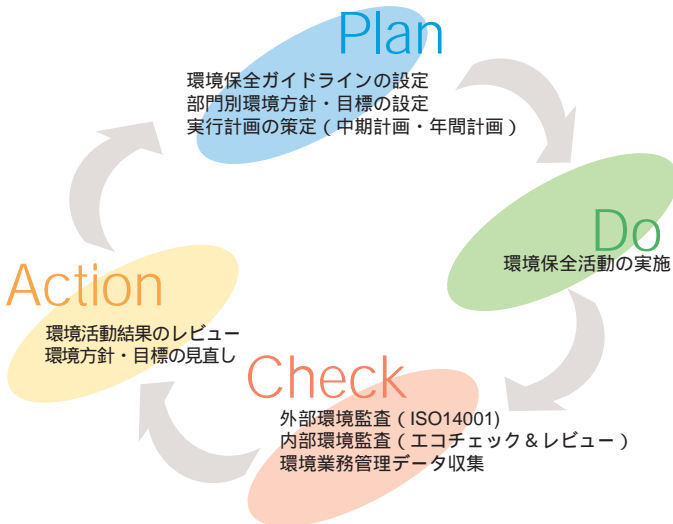 Plan
環境保全ガイドラインの設定
部門別環境方針・目標の設定
実行計画の策定（中期計画・年間計画）
Do
環境保全活動の実施
Check
外部環境監査（ISO14001)
内部環境監査（エコチェック＆レビュー）
環境業務管理データ収集
Action
環境活動結果のレビュー
環境方針・目標の見直し